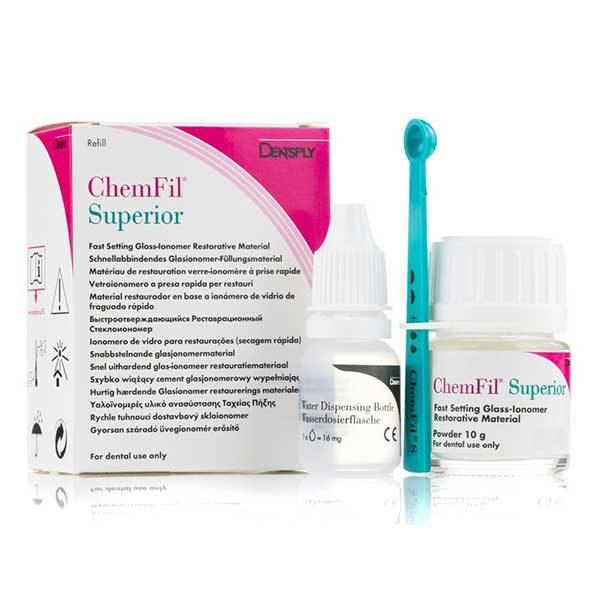 Refill
DENTSPLY
ChemFil®
Superior
Fast Setting Glass-Ionomer Restorative Material
Schnellabbindendes Glasionomer-Füllungsmaterial
Matériau de restauration verre-ionomère à prise rapide
Vetroionomero a presa rapida per restauri
Material restaurador en base a ionómero de vidrio de
fraguado rápido
Быстроотверждающийся Реставрационный
Стеклоиономер
Ionomero de vidro para restaurações (secagem rápida)
Snabbstelnande glasjonomermaterial
Snel uithardend glas-ionomeer restauratiemateriaal
Szybko wiążący cement glasjonomerowy wypełniający
Hurtig hærdende Glasionomer restaurerings materiale
Υαλοϊονομερές υλικό ανασύστασης Ταχείας Πήξης
Rychle tuhnoucí dostavbový skloionomer
Gyorsan száradó üvegionomér erősítő
For dental use only
Water Dispensing Bottle
Wasserdosierflasche
1x = 16 mg
CE
ChemFil® S
ChemFil® Superior
Fast Setting Glass-Ionomer
Restorative Material
Powder 10 g
For dental use only